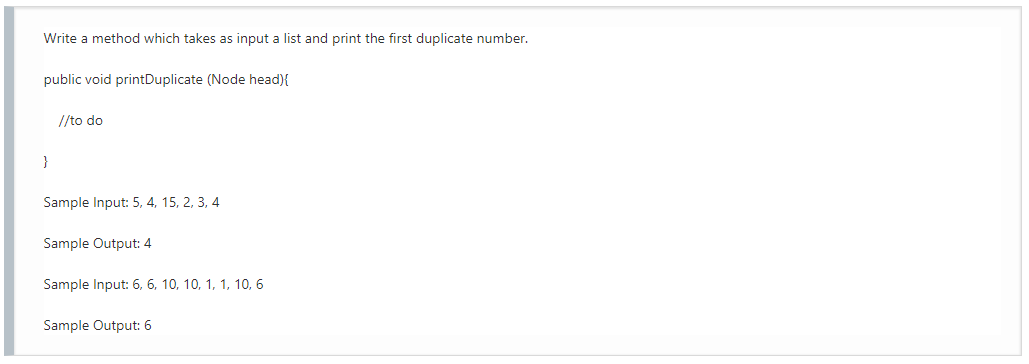 Write a method which takes as input a list and print the first duplicate number.
public void printDuplicate (Node head){
//to do
}
Sample Input: 5, 4, 15, 2, 3, 4
Sample Output: 4
Sample Input: 6, 6, 10, 10, 1, 1, 10, 6
Sample Output: 6